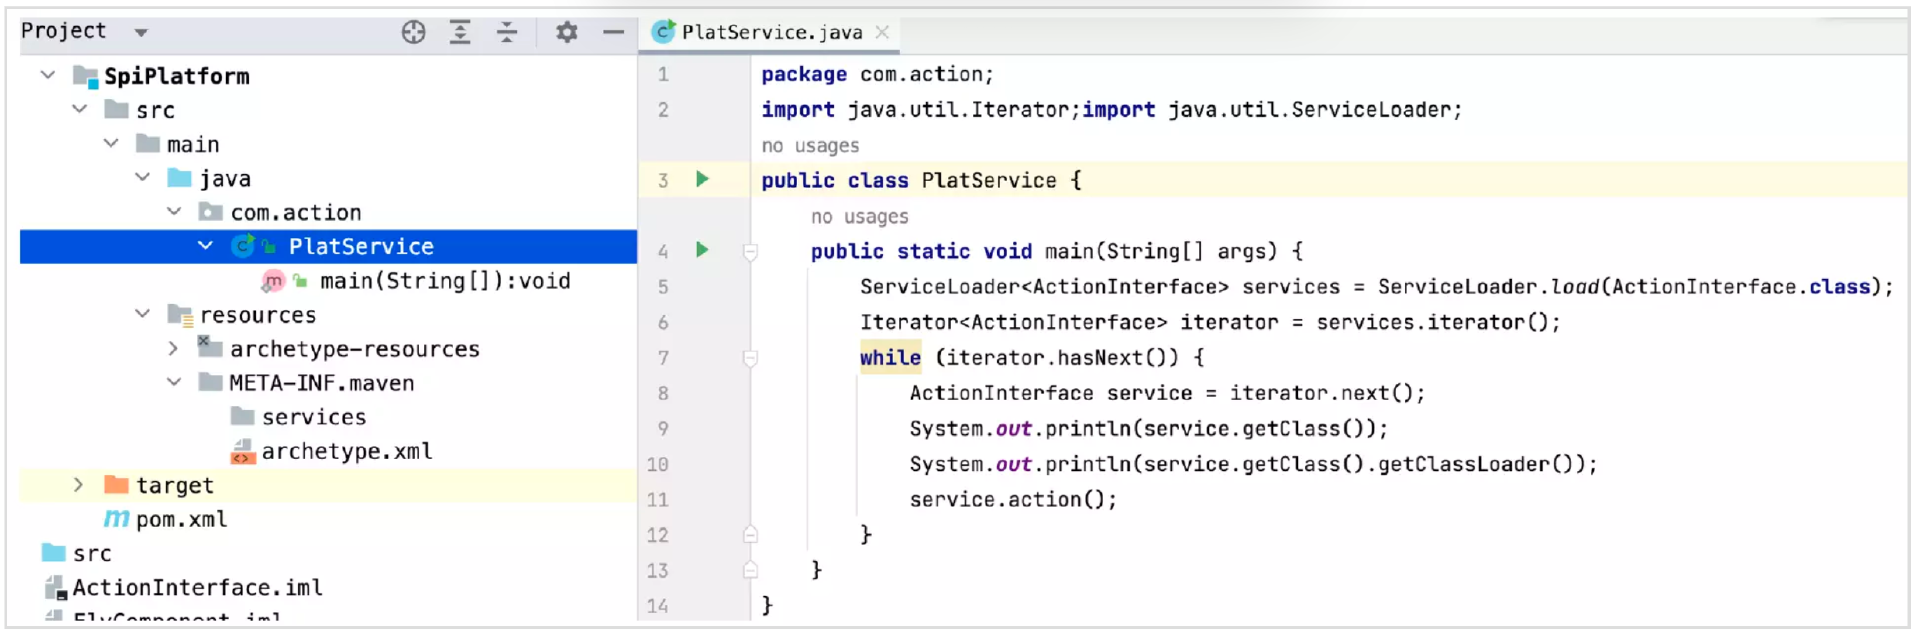 Project
SpiPlatform
src
main
java
com.action
PlatService
main(String[]):void
resources
archetype-resources
META-INF.maven
services
archetype.xml
target
pom.xml
src
ActionInterface.iml
PlatService.java
1 package com.action;
2 import java.util.Iterator;import java.util.ServiceLoader;
no usages
3 public class PlatService {
no usages
4 public static void main(String[] args) {
5 ServiceLoader<ActionInterface> services = ServiceLoader.load(ActionInterface.class);
6 Iterator<ActionInterface> iterator = services.iterator();
7 while (iterator.hasNext()) {
8 ActionInterface service = iterator.next();
9 System.out.println(service.getClass());
10 System.out.println(service.getClass().getClassLoader());
11 service.action();
12 }
13 }
14 }